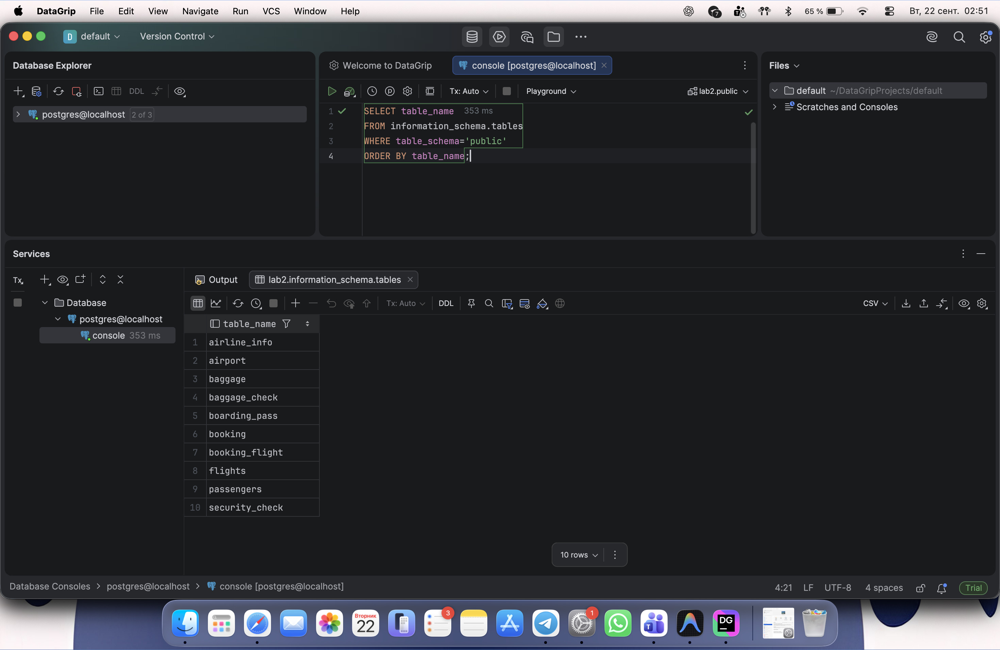 DataGrip File Edit View Navigate Run VCS Window Help 7 65 % Вт, 22 сент. 02:51
D default Version Control
Database Explorer
DDL
postgres@localhost 2 of 3
Welcome to DataGrip console [postgres@localhost]
Tx: Auto Playground lab2.public
1 SELECT table_name 353 ms
2 FROM information_schema.tables
3 WHERE table_schema='public'
4 ORDER BY table_name;
Files
default ~/DataGripProjects/default
Scratches and Consoles
Services
Tx
Database
postgres@localhost
console 353 ms
Output lab2.information_schema.tables
Tx: Auto DDL CSV
table_name
1 airline_info
2 airport
3 baggage
4 baggage_check
5 boarding_pass
6 booking
7 booking_flight
8 flights
9 passengers
10 security_check
10 rows
Database Consoles > postgres@localhost > console [postgres@localhost] 4:21 LF UTF-8 4 spaces Trial
Вторник
22
3
1
T
DG